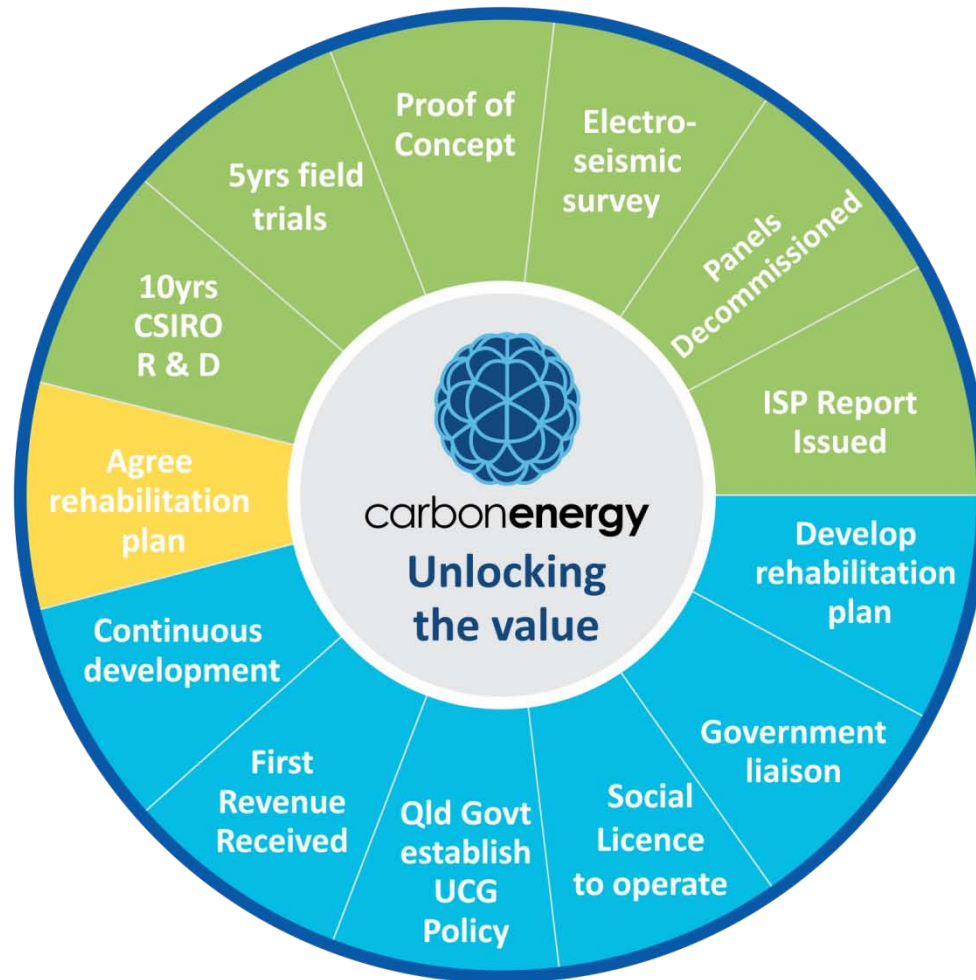 Proof of
Concept
Electro-
seismic
survey
Panels
Decommissioned
ISP Report
Issued
Develop
rehabilitation
plan
Government
liaison
Social
Licence
to operate
Qld Govt
establish
UCG
Policy
First
Revenue
Received
Continuous
development
Agree
rehabilitation
plan
10yrs
CSIRO
R & D
5yrs field
trials
carbonenergy
Unlocking
the value